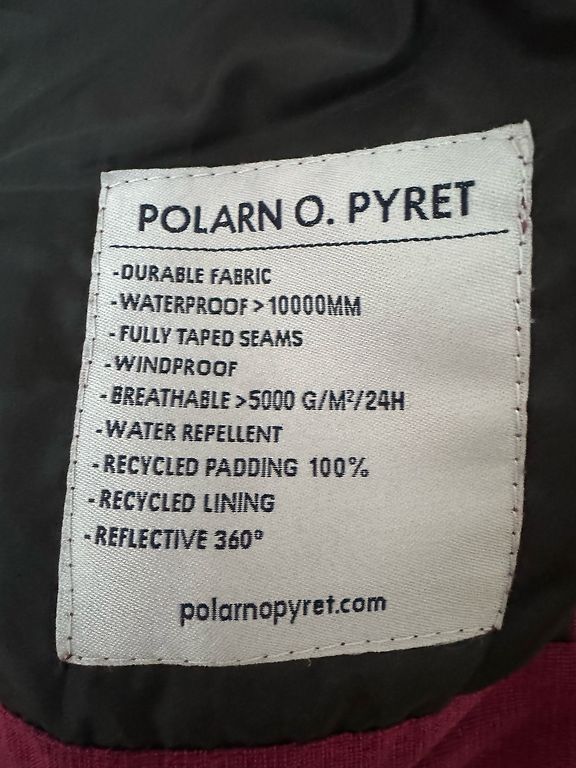 POLARN O. PYRET
-DURABLE FABRIC
-WATERPROOF > 10000MM
-FULLY TAPED SEAMS
-WINDPROOF
-BREATHABLE >5000 G/M²/24H
-WATER REPELLENT
-RECYCLED PADDING 100%
-RECYCLED LINING
-REFLECTIVE 360°
polarnopyret.com